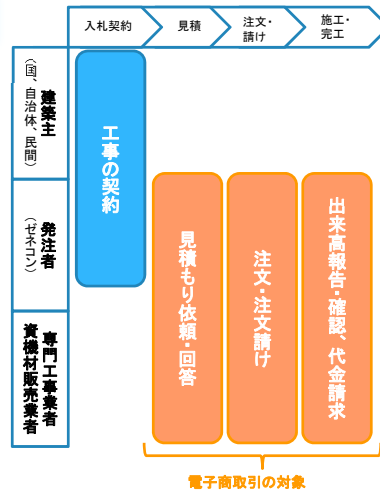 入札契約
見積
注文・
請け
施工・
完工
建築主
（国、自治体、民間）
発注者
（ゼネコン）
専門工事業者
資機材販売業者
工事の契約
見積もり依頼・回答
注文・注文請け
出来高報告・確認、代金請求
電子商取引の対象